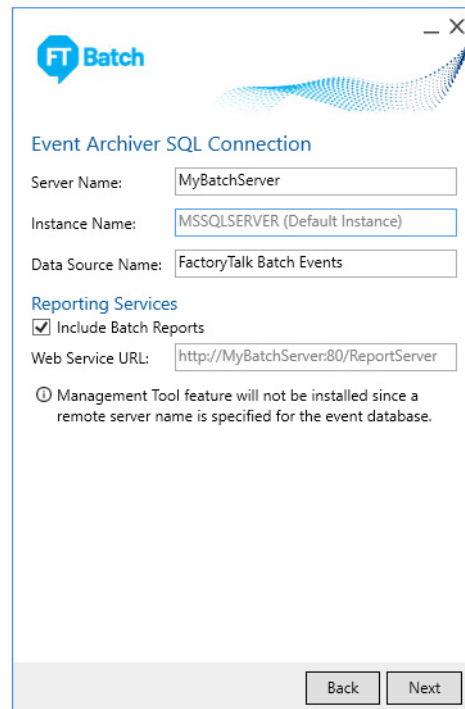 FT Batch
Event Archiver SQL Connection
Server Name: MyBatchServer
Instance Name: MSSQLSERVER (Default Instance)
Data Source Name: FactoryTalk Batch Events
Reporting Services
Include Batch Reports
Web Service URL: http://MyBatchServer:80/ReportServer
Management Tool feature will not be installed since a
remote server name is specified for the event database.
Back Next